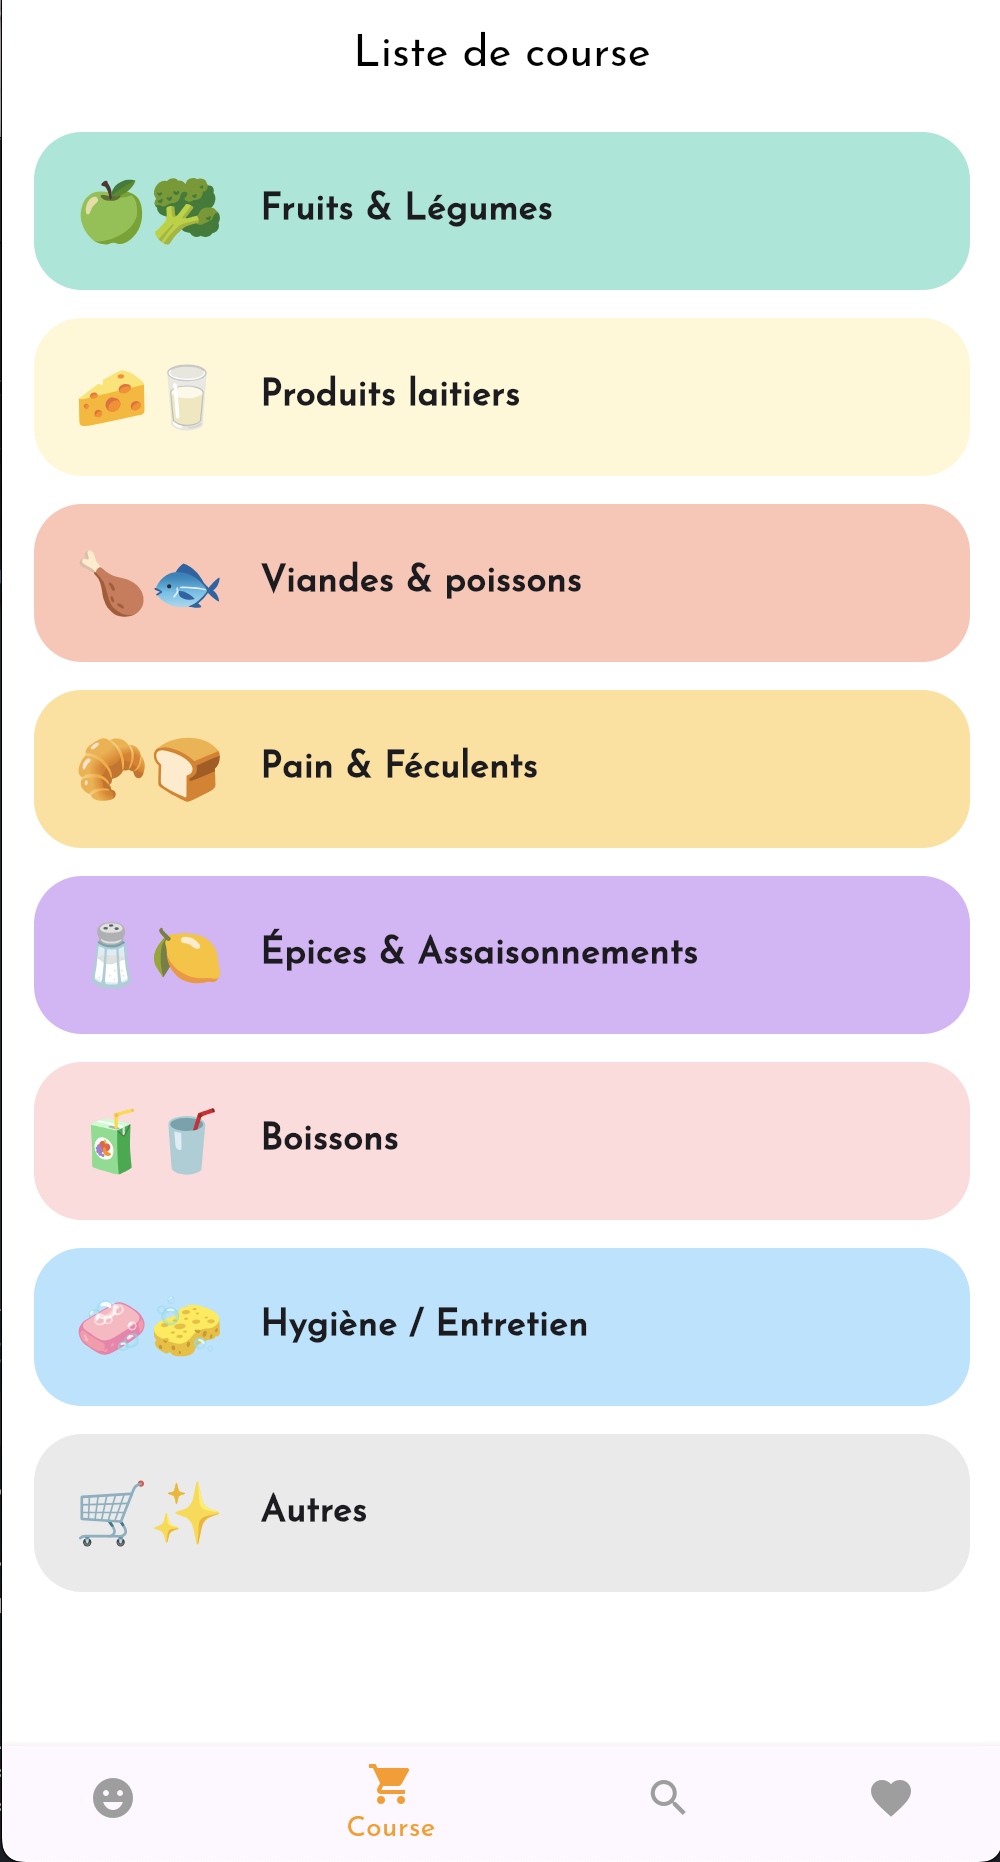 Liste de course
Fruits & Légumes
Produits laitiers
Viandes & poissons
Pain & Féculents
Épices & Assaisonnements
Boissons
Hygiène / Entretien
Autres
Course